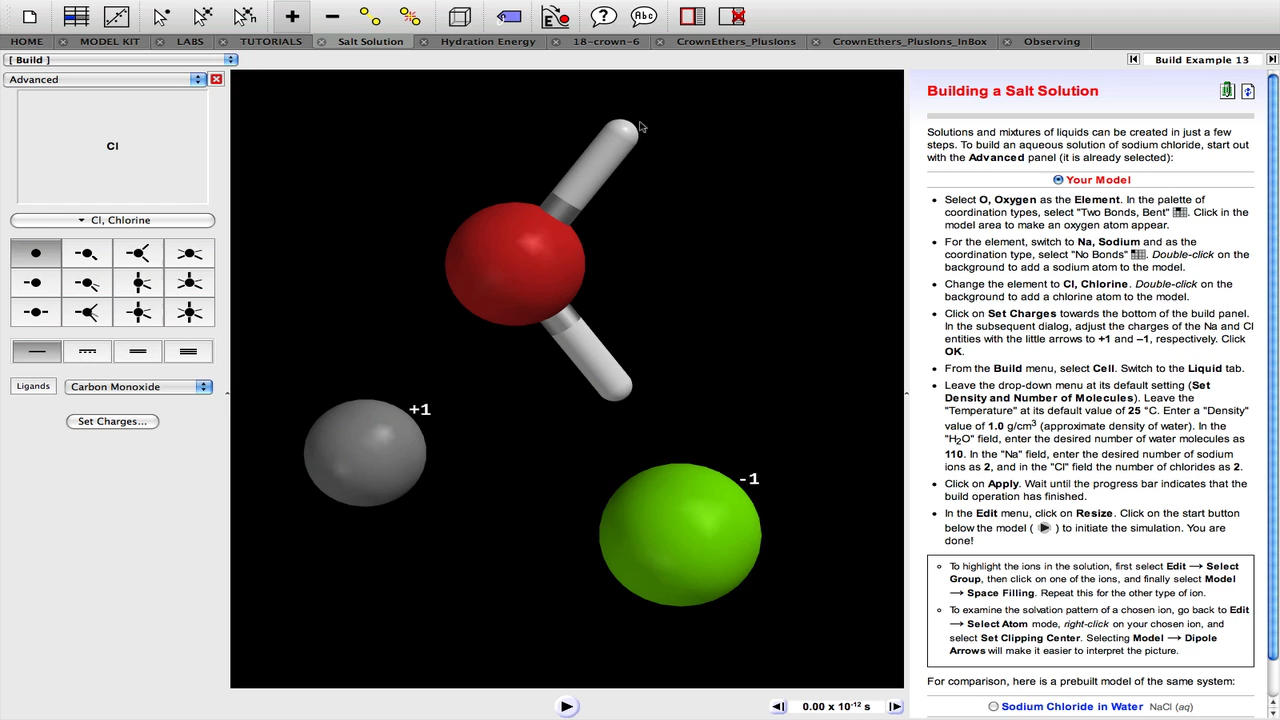 E
?
Abc
n
HOME
MODEL KIT
LABS
TUTORIALS
Salt Solution
Hydration Energy
18-crown-6
CrownEthers_PlusIons
CrownEthers_PlusIons_InBox
Observing
[ Build ]
Build Example 13
Advanced
Cl
Cl, Chlorine
Ligands
Carbon Monoxide
Set Charges...
+1
-1
0.00 x 10⁻¹² s
Building a Salt Solution
Solutions and mixtures of liquids can be created in just a few
steps. To build an aqueous solution of sodium chloride, start out
with the Advanced panel (it is already selected):
Your Model
• Select O, Oxygen as the Element. In the palette of
coordination types, select "Two Bonds, Bent" . Click in the
model area to make an oxygen atom appear.
• For the element, switch to Na, Sodium and as the
coordination type, select "No Bonds" . Double-click on the
background to add a sodium atom to the model.
• Change the element to Cl, Chlorine. Double-click on the
background to add a chlorine atom to the model.
• Click on Set Charges towards the bottom of the build panel.
In the subsequent dialog, adjust the charges of the Na and Cl
entities with the little arrows to +1 and –1, respectively. Click
OK.
• From the Build menu, select Cell. Switch to the Liquid tab.
• Leave the drop-down menu at its default setting (Set
Density and Number of Molecules). Leave the
"Temperature" at its default value of 25 °C. Enter a "Density"
value of 1.0 g/cm³ (approximate density of water). In the
"H₂O" field, enter the desired number of water molecules as
110. In the "Na" field, enter the desired number of sodium
ions as 2, and in the "Cl" field the number of chlorides as 2.
• Click on Apply. Wait until the progress bar indicates that the
build operation has finished.
• In the Edit menu, click on Resize. Click on the start button
below the model ( ▶ ) to initiate the simulation. You are
done!
To highlight the ions in the solution, first select Edit → Select
Group, then click on one of the ions, and finally select Model
→ Space Filling. Repeat this for the other type of ion.
To examine the solvation pattern of a chosen ion, go back to Edit
→ Select Atom mode, right-click on your chosen ion, and
select Set Clipping Center. Selecting Model → Dipole
Arrows will make it easier to interpret the picture.
For comparison, here is a prebuilt model of the same system:
Sodium Chloride in Water NaCl (aq)